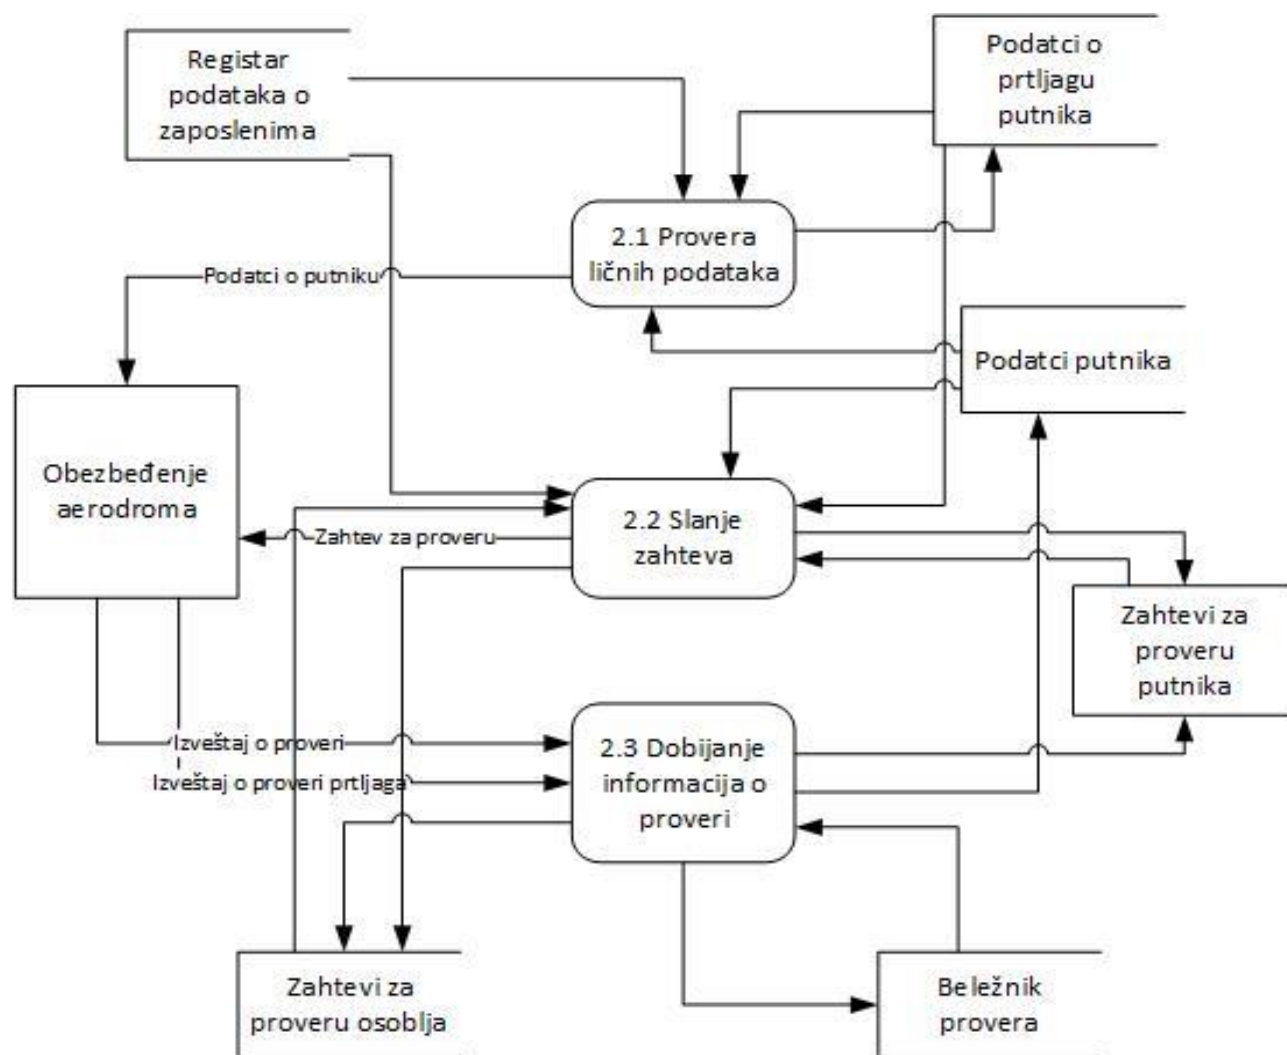 Registar
podataka o
zaposlenima
Podatci o
prtljagu
putnika
2.1 Provera
ličnih podataka
Podatci o putniku
Podatci putnika
Obezbeđenje
aerodroma
2.2 Slanje
zahteva
Zahtev za proveru
Zahtevi za
proveru
putnika
2.3 Dobijanje
informacija o
proveri
Izveštaj o proveri
Izveštaj o proveri prtljaga
Zahtevi za
proveru osoblja
Beležnik
provera